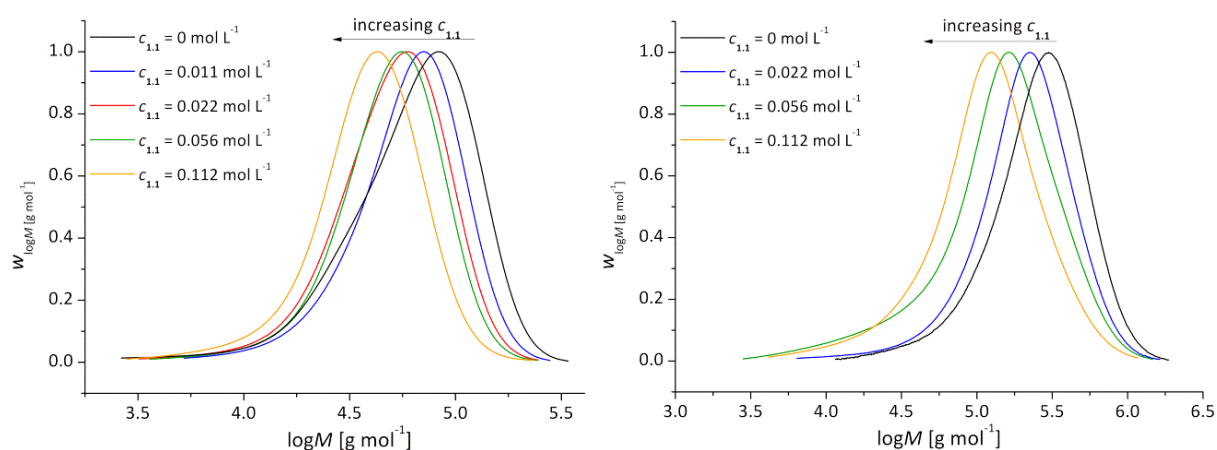 increasing c₁.₁
c₁.₁ = 0 mol L⁻¹
c₁.₁ = 0.011 mol L⁻¹
c₁.₁ = 0.022 mol L⁻¹
c₁.₁ = 0.056 mol L⁻¹
c₁.₁ = 0.112 mol L⁻¹
w logM [g mol⁻¹]
1.0
0.8
0.6
0.4
0.2
0.0
3.5 4.0 4.5 5.0 5.5
logM [g mol⁻¹]
increasing c₁.₁
c₁.₁ = 0 mol L⁻¹
c₁.₁ = 0.022 mol L⁻¹
c₁.₁ = 0.056 mol L⁻¹
c₁.₁ = 0.112 mol L⁻¹
w logM [g mol⁻¹]
1.0
0.8
0.6
0.4
0.2
0.0
3.0 3.5 4.0 4.5 5.0 5.5 6.0 6.5
logM [g mol⁻¹]